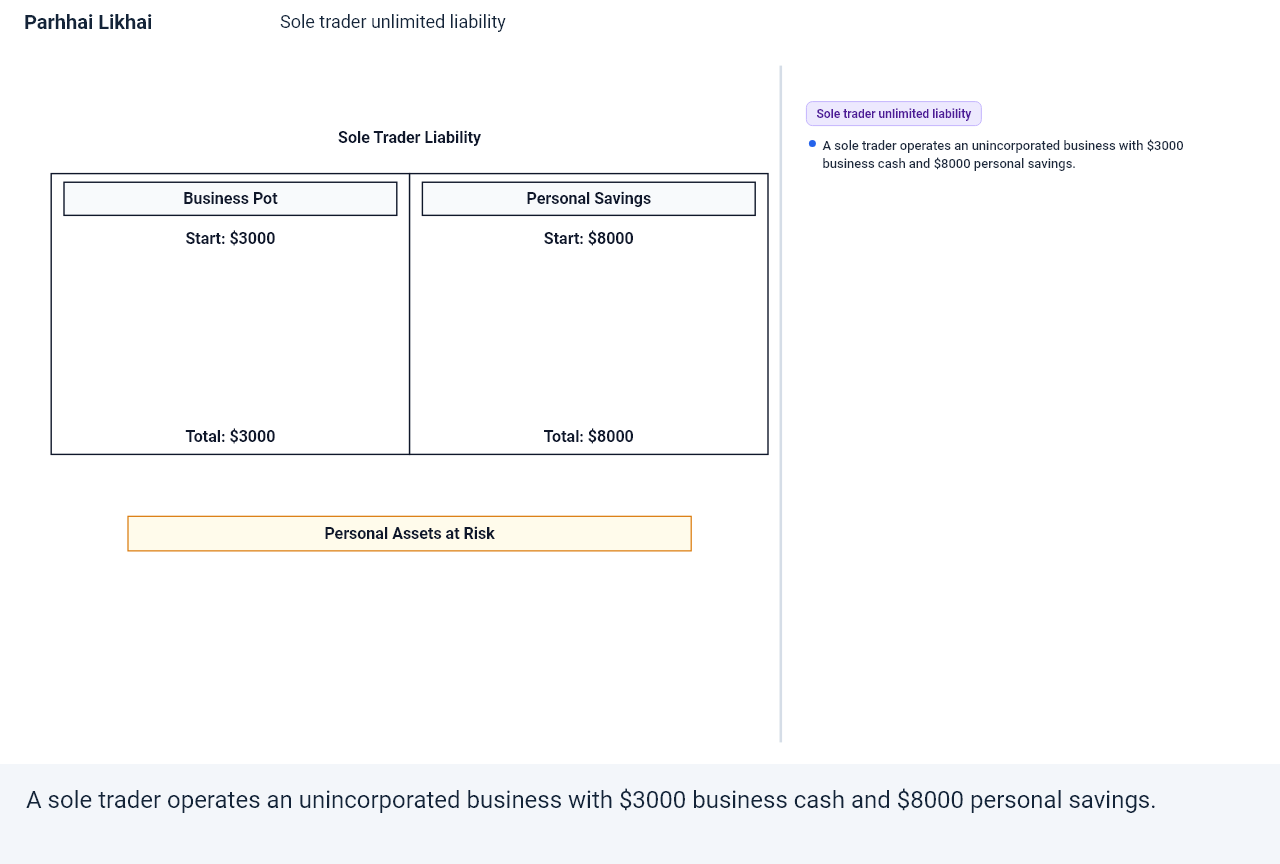 Parhhai Likhai
Sole trader unlimited liability
Sole Trader Liability
Business Pot
Personal Savings
Start: $3000
Start: $8000
Total: $3000
Total: $8000
Personal Assets at Risk
Sole trader unlimited liability
A sole trader operates an unincorporated business with $3000
business cash and $8000 personal savings.
A sole trader operates an unincorporated business with $3000 business cash and $8000 personal savings.